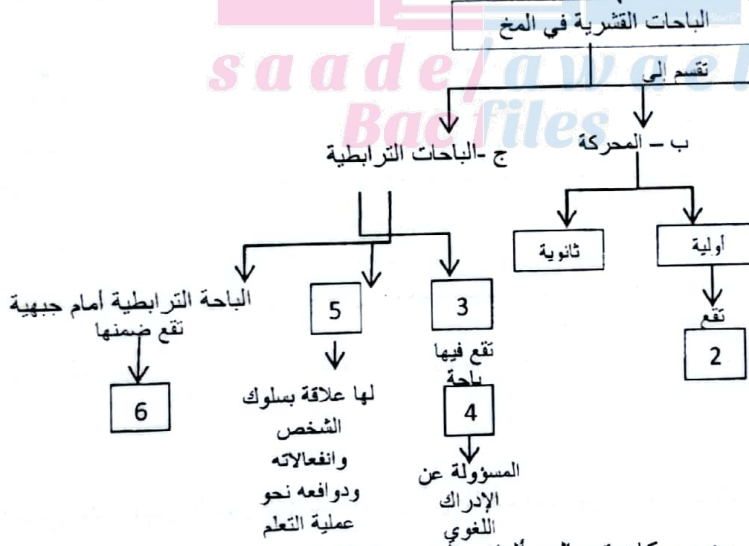 الباحات القشرية في المخ
saade/awael
Bac files
تقسم إلى
ب – المحركة
ج -الباحات الترابطية
أولية
ثانوية
تقع
2
3
تقع فيها
باحة
4
المسؤولة عن
الإدراك
اللغوي
5
لها علاقة بسلوك
الشخص
وانفعالاته
ودوافعه نحو
عملية التعلم
الباحة الترابطية أمام جبهية
تقع ضمنها
6